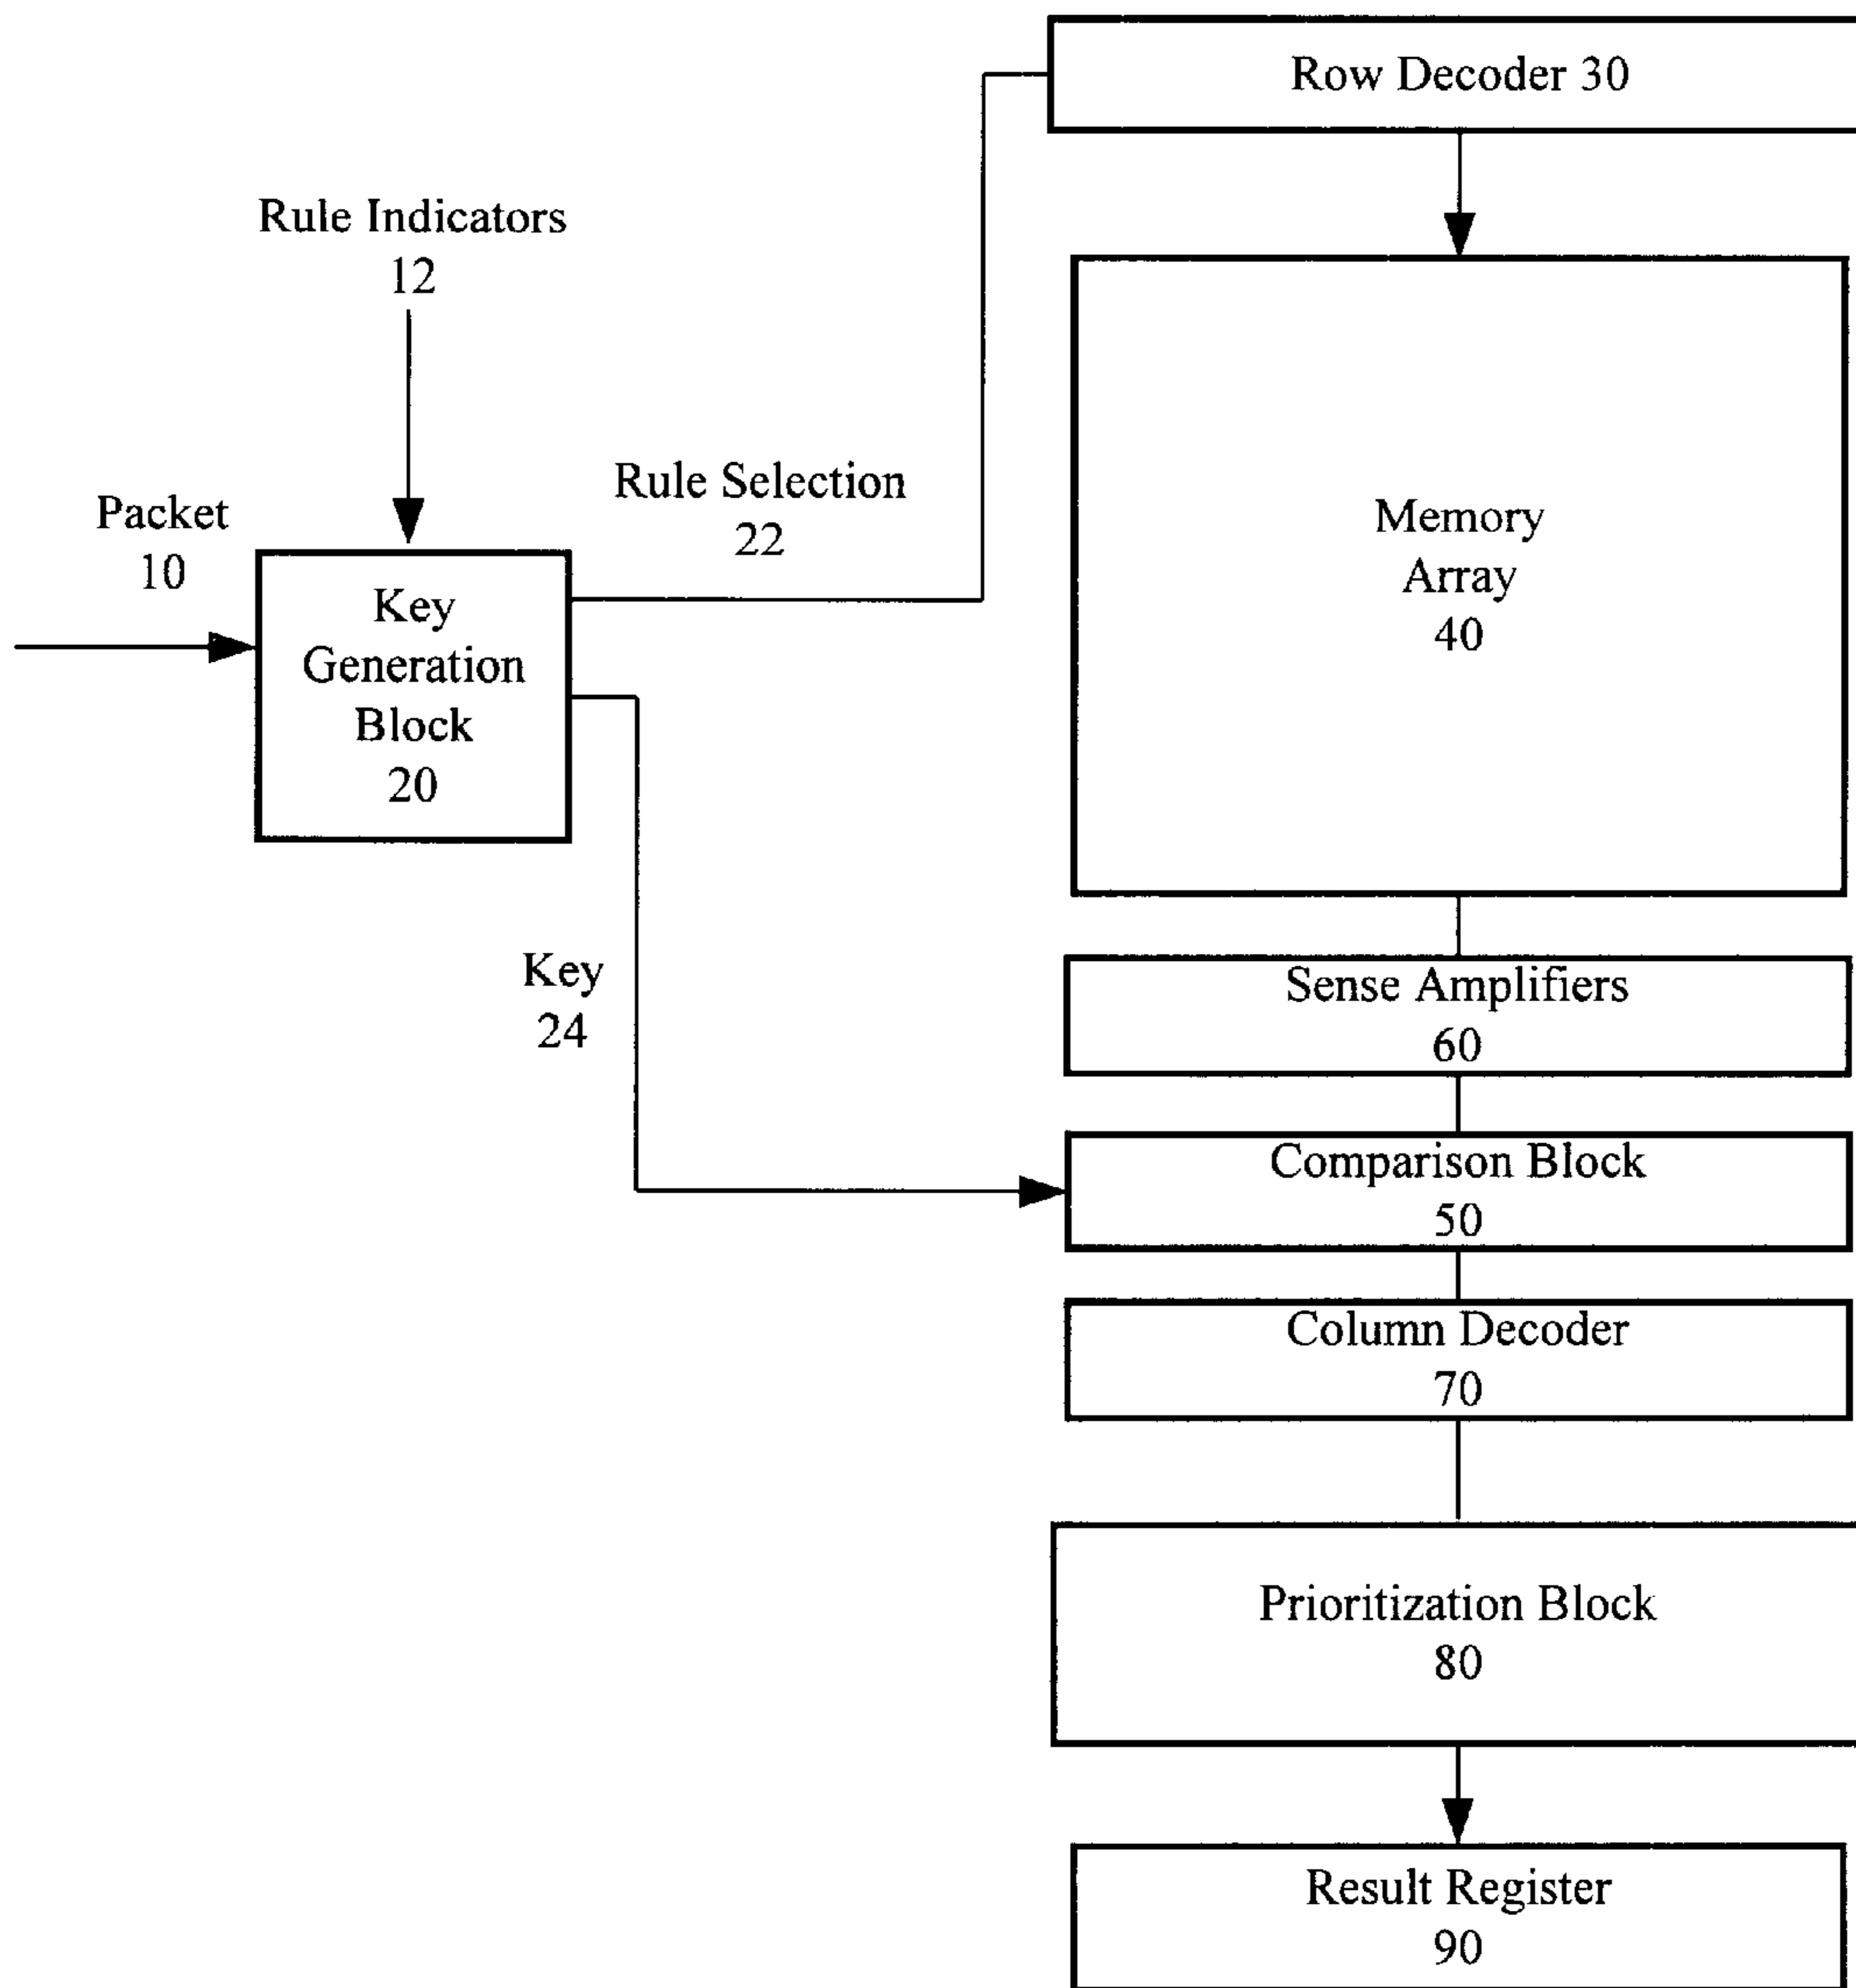 Row Decoder 30
Rule Indicators
12
Rule Selection
22
Packet
10
Key
Generation
Block
20
Memory
Array
40
Key
24
Sense Amplifiers
60
Comparison Block
50
Column Decoder
70
Prioritization Block
80
Result Register
90